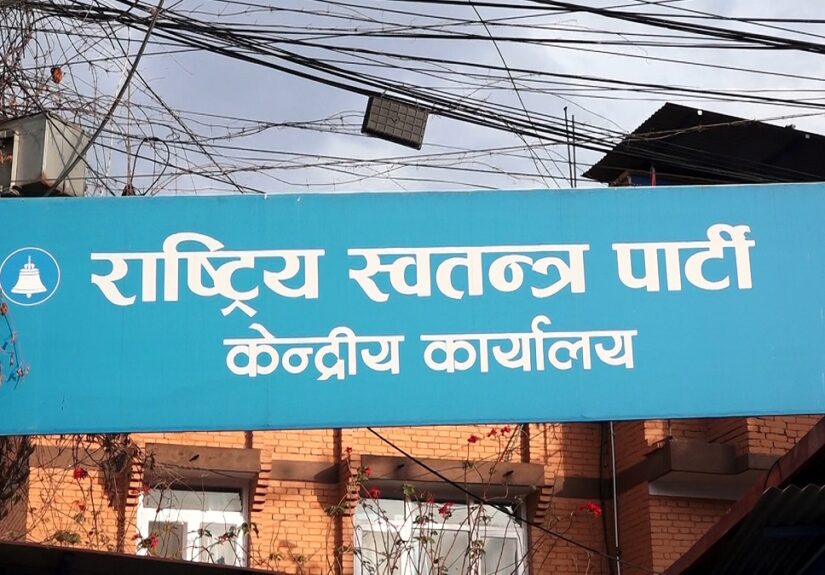 राष्ट्रिय स्वतन्त्र पार्टी
केन्द्रीय कार्यालय